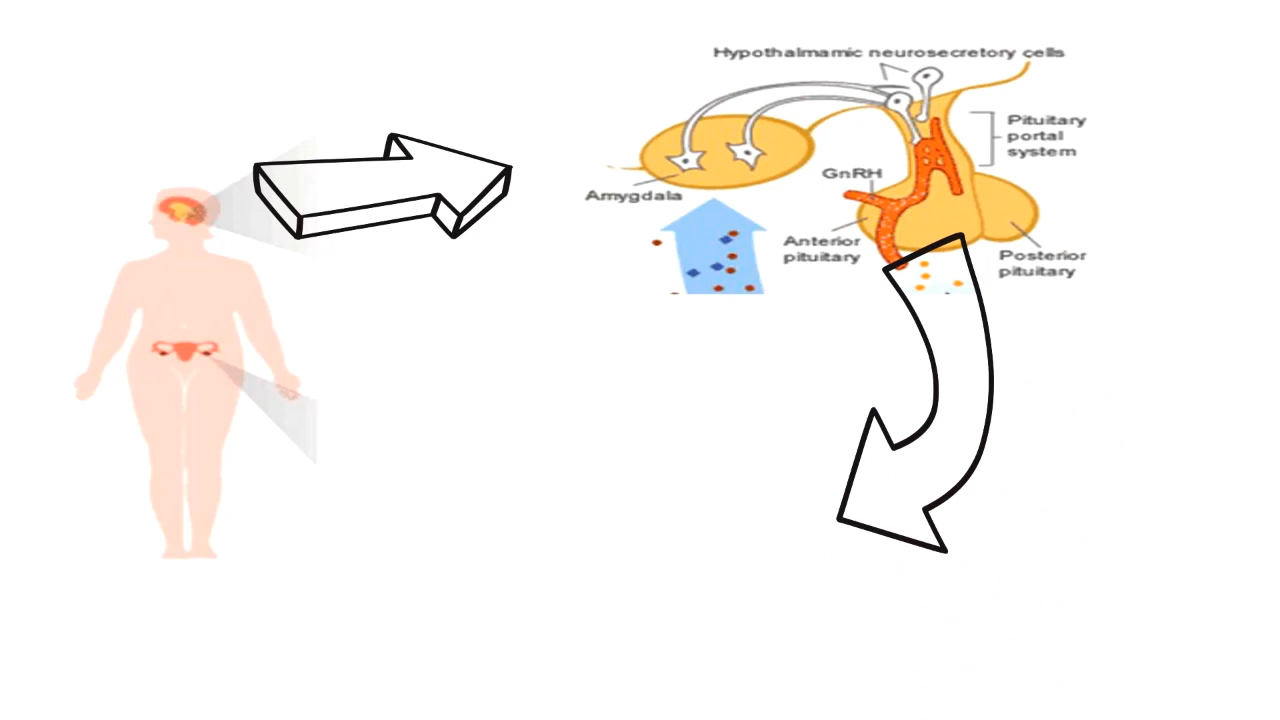 Hypothalmamic neurosecretory cells
Pituitary
portal
system
GnRH
Amygdala
Anterior
pituitary
Posterior
pituitary